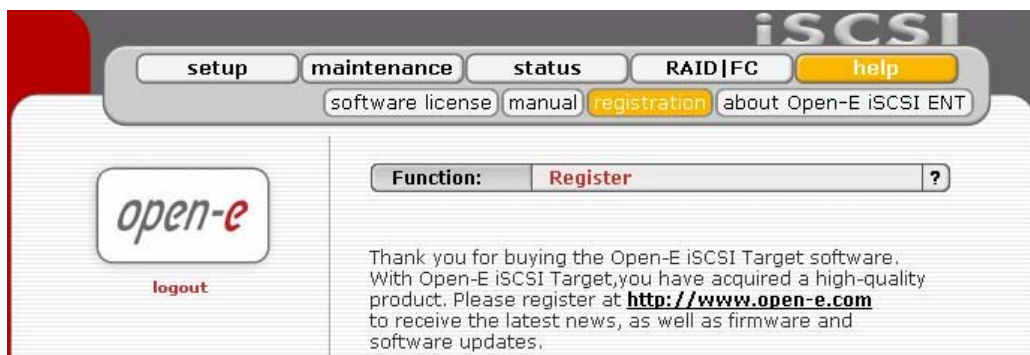 iSCSI
setup maintenance status RAID|FC help
software license manual registration about Open-E iSCSI ENT
Function: Register ?
open-e
logout
Thank you for buying the Open-E iSCSI Target software.
With Open-E iSCSI Target,you have acquired a high-quality
product. Please register at http://www.open-e.com
to receive the latest news, as well as firmware and
software updates.